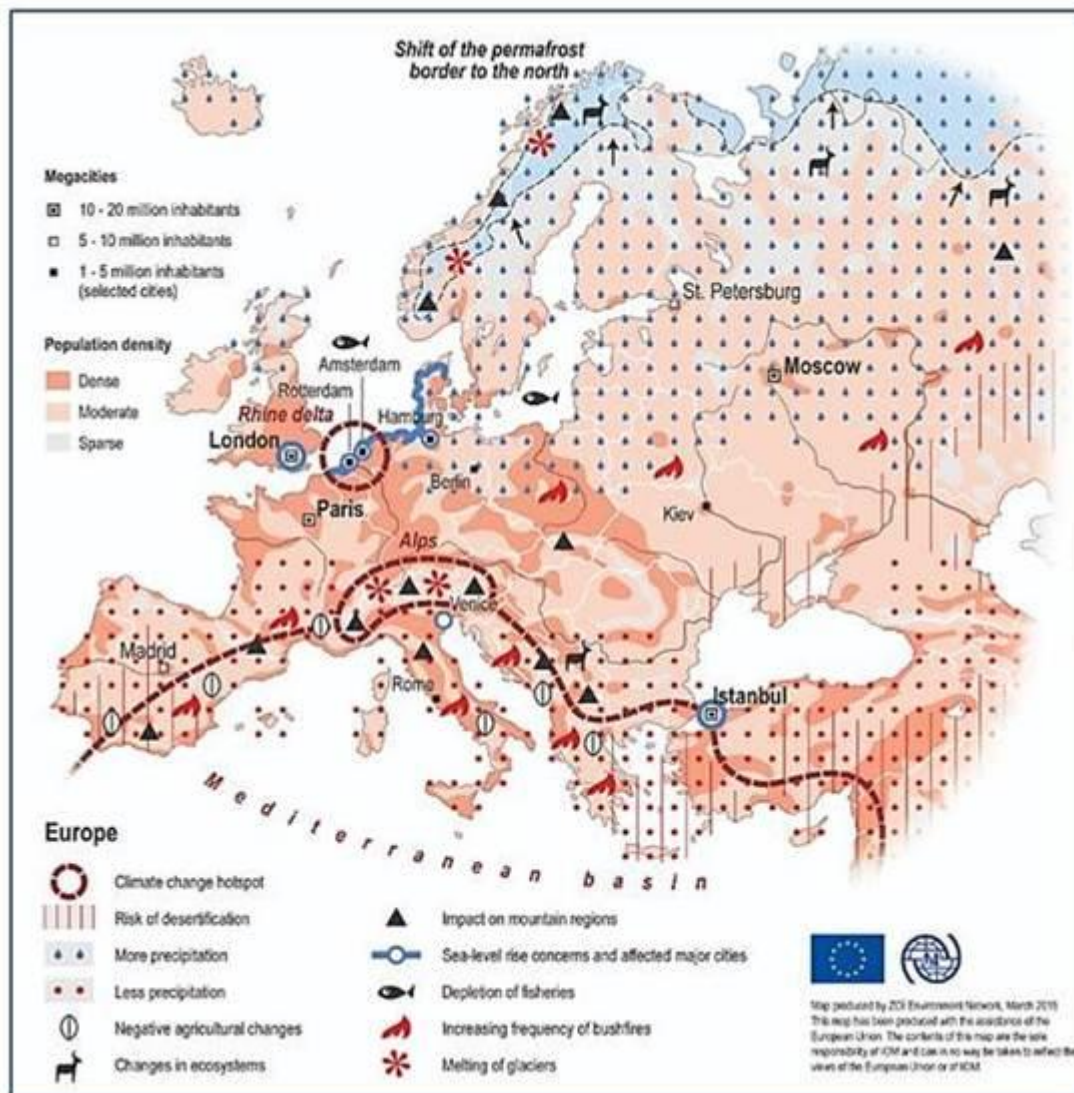 Shift of the permafrost
border to the north
Megacities
10 - 20 million inhabitants
5 - 10 million inhabitants
1 - 5 million inhabitants
(selected cities)
Population density
Dense
Moderate
Sparse
St. Petersburg
Moscow
Amsterdam
Rotterdam
Rhine delta
Hamburg
London
Berlin
Paris
Kiev
Alps
Venice
Madrid
Rome
Istanbul
Mediterranean basin
Europe
Climate change hotspot
Risk of desertification
More precipitation
Less precipitation
Negative agricultural changes
Changes in ecosystems
Impact on mountain regions
Sea-level rise concerns and affected major cities
Depletion of fisheries
Increasing frequency of bushfires
Melting of glaciers
Map produced by ZOI Environment Network, March 2015
This map has been produced with the assistance of the
European Union. The contents of this map are the sole
responsibility of IOM and can in no way be taken to reflect the
views of the European Union or of IOM.